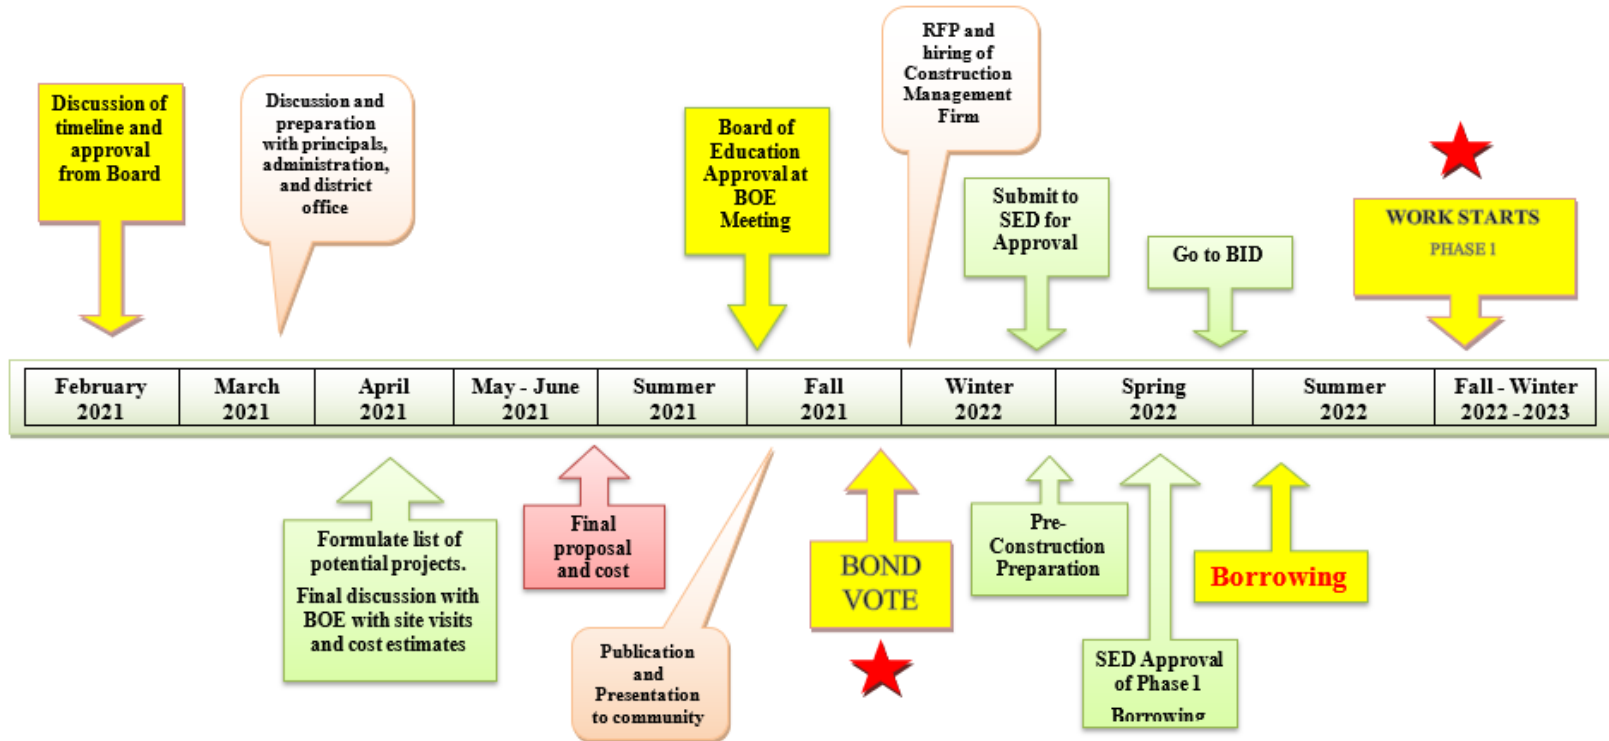 Discussion of
timeline and
approval
from Board
Discussion and
preparation
with principals,
administration,
and district
office
Board of
Education
Approval at
BOE
Meeting
RFP and
hiring of
Construction
Management
Firm
Submit to
SED for
Approval
Go to BID
WORK STARTS
PHASE 1
February
2021
March
2021
April
2021
May - June
2021
Summer
2021
Fall
2021
Winter
2022
Spring
2022
Summer
2022
Fall - Winter
2022 - 2023
Formulate list of
potential projects.
Final discussion with
BOE with site visits
and cost estimates
Final
proposal
and cost
Publication
and
Presentation
to community
BOND
VOTE
Pre-
Construction
Preparation
SED Approval
of Phase 1
Borrowing
Borrowing